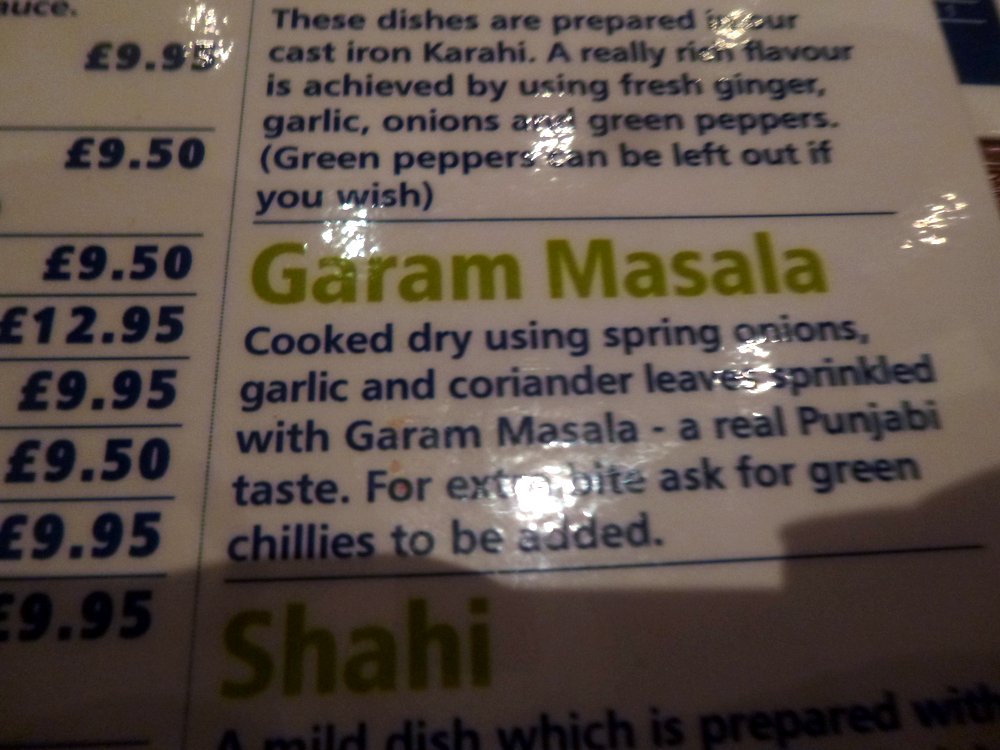 auce.
£9.95
£9.50
£9.50
£12.95
£9.95
£9.50
£9.95
£9.95
These dishes are prepared in our
cast iron Karahi. A really rich flavour
is achieved by using fresh ginger,
garlic, onions and green peppers.
(Green peppers can be left out if
you wish)
Garam Masala
Cooked dry using spring onions,
garlic and coriander leaves sprinkled
with Garam Masala - a real Punjabi
taste. For extra bite ask for green
chillies to be added.
Shahi
A mild dish which is prepared with